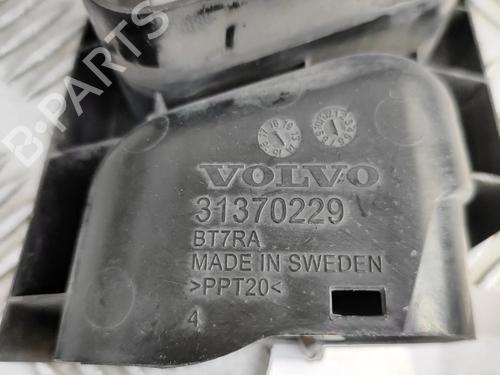 VOLVO
31370229
BT7RA
MADE IN SWEDEN
>PPT20<
4
B-PARTS